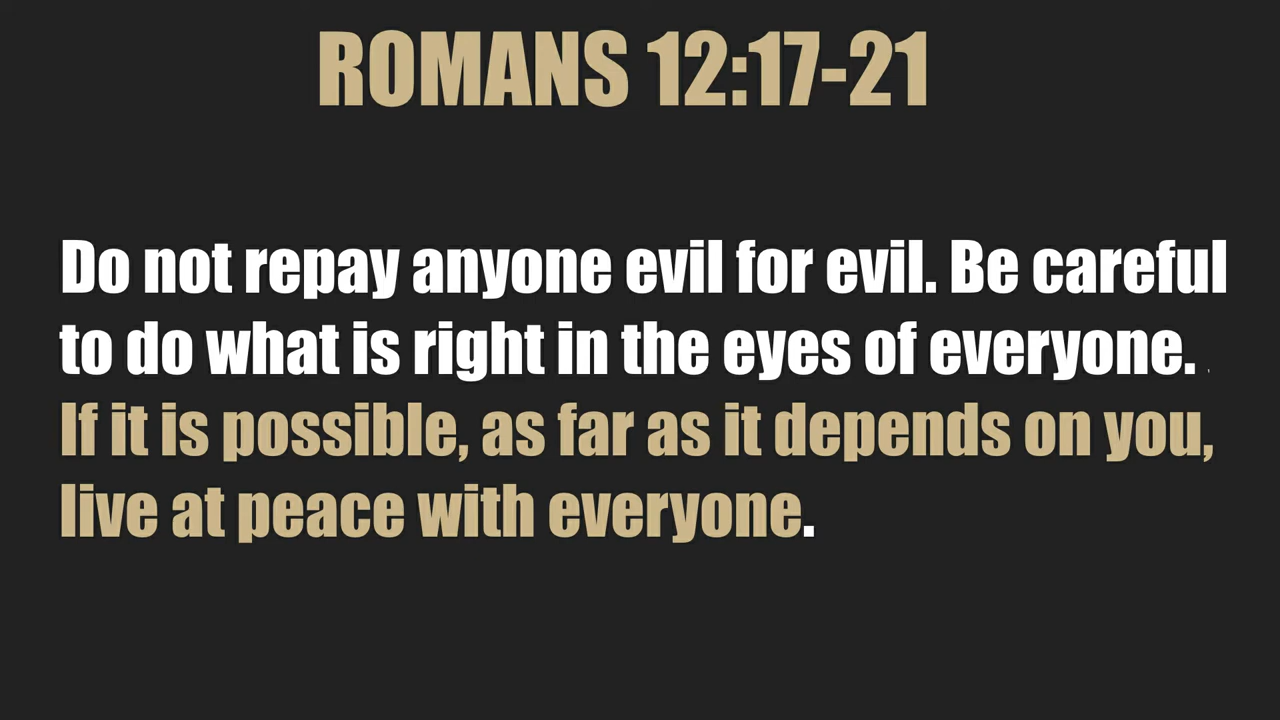 ROMANS 12:17-21
Do not repay anyone evil for evil. Be careful
to do what is right in the eyes of everyone.
If it is possible, as far as it depends on you,
live at peace with everyone.